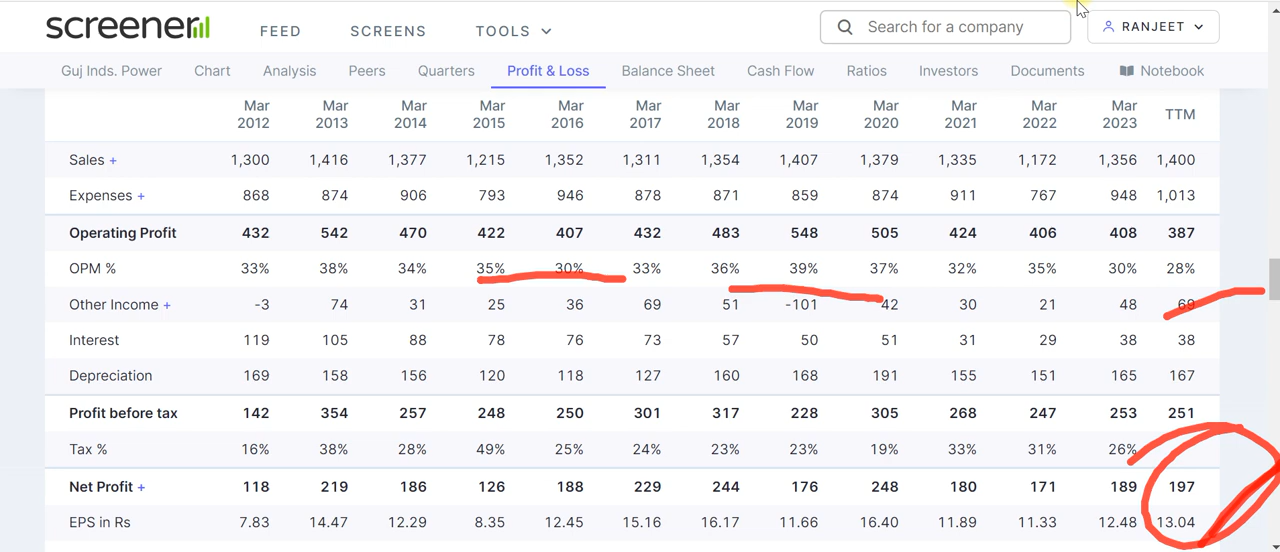 screener FEED SCREENS TOOLS Search for a company RANJEET
Guj Inds. Power Chart Analysis Peers Quarters Profit & Loss Balance Sheet Cash Flow Ratios Investors Documents Notebook
Mar Mar Mar Mar Mar Mar Mar Mar Mar Mar Mar Mar TTM
2012 2013 2014 2015 2016 2017 2018 2019 2020 2021 2022 2023
Sales + 1,300 1,416 1,377 1,215 1,352 1,311 1,354 1,407 1,379 1,335 1,172 1,356 1,400
Expenses + 868 874 906 793 946 878 871 859 874 911 767 948 1,013
Operating Profit 432 542 470 422 407 432 483 548 505 424 406 408 387
OPM % 33% 38% 34% 35% 30% 33% 36% 39% 37% 32% 35% 30% 28%
Other Income + -3 74 31 25 36 69 51 -101 42 30 21 48 69
Interest 119 105 88 78 76 73 57 50 51 31 29 38 38
Depreciation 169 158 156 120 118 127 160 168 191 155 151 165 167
Profit before tax 142 354 257 248 250 301 317 228 305 268 247 253 251
Tax % 16% 38% 28% 49% 25% 24% 23% 23% 19% 33% 31% 26%
Net Profit + 118 219 186 126 188 229 244 176 248 180 171 189 197
EPS in Rs 7.83 14.47 12.29 8.35 12.45 15.16 16.17 11.66 16.40 11.89 11.33 12.48 13.04